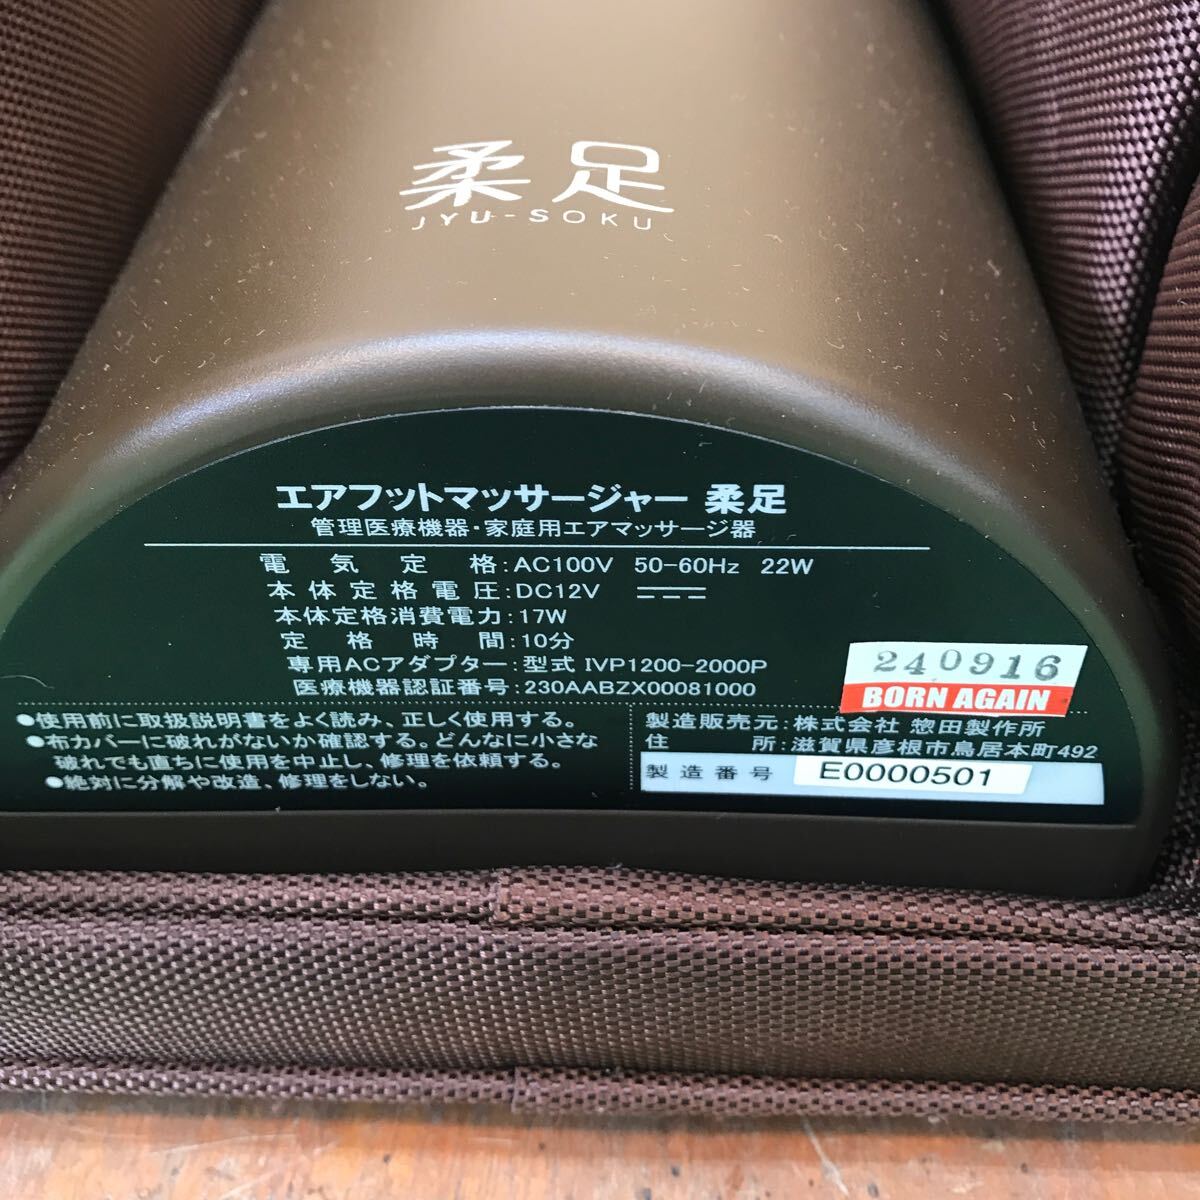 柔足
JYU-SOKU
エアフットマッサージャー 柔足
管理医療機器・家庭用エアマッサージ器
電気定格:AC100V 50-60Hz 22W
本体定格電圧:DC12V
本体定格消費電力:17W
定格時間:10分
専用ACアダプター:型式 IVP1200-2000P
医療機器認証番号:230AABZX00081000
240916
BORN AGAIN
●使用前に取扱説明書をよく読み、正しく使用する。
●布カバーに破れがないか確認する。どんなに小さな
破れでも直ちに使用を中止し、修理を依頼する。
●絶対に分解や改造、修理をしない。
製造販売元:株式会社 惣田製作所
住所:滋賀県彦根市鳥居本町492
製造番号 E0000501